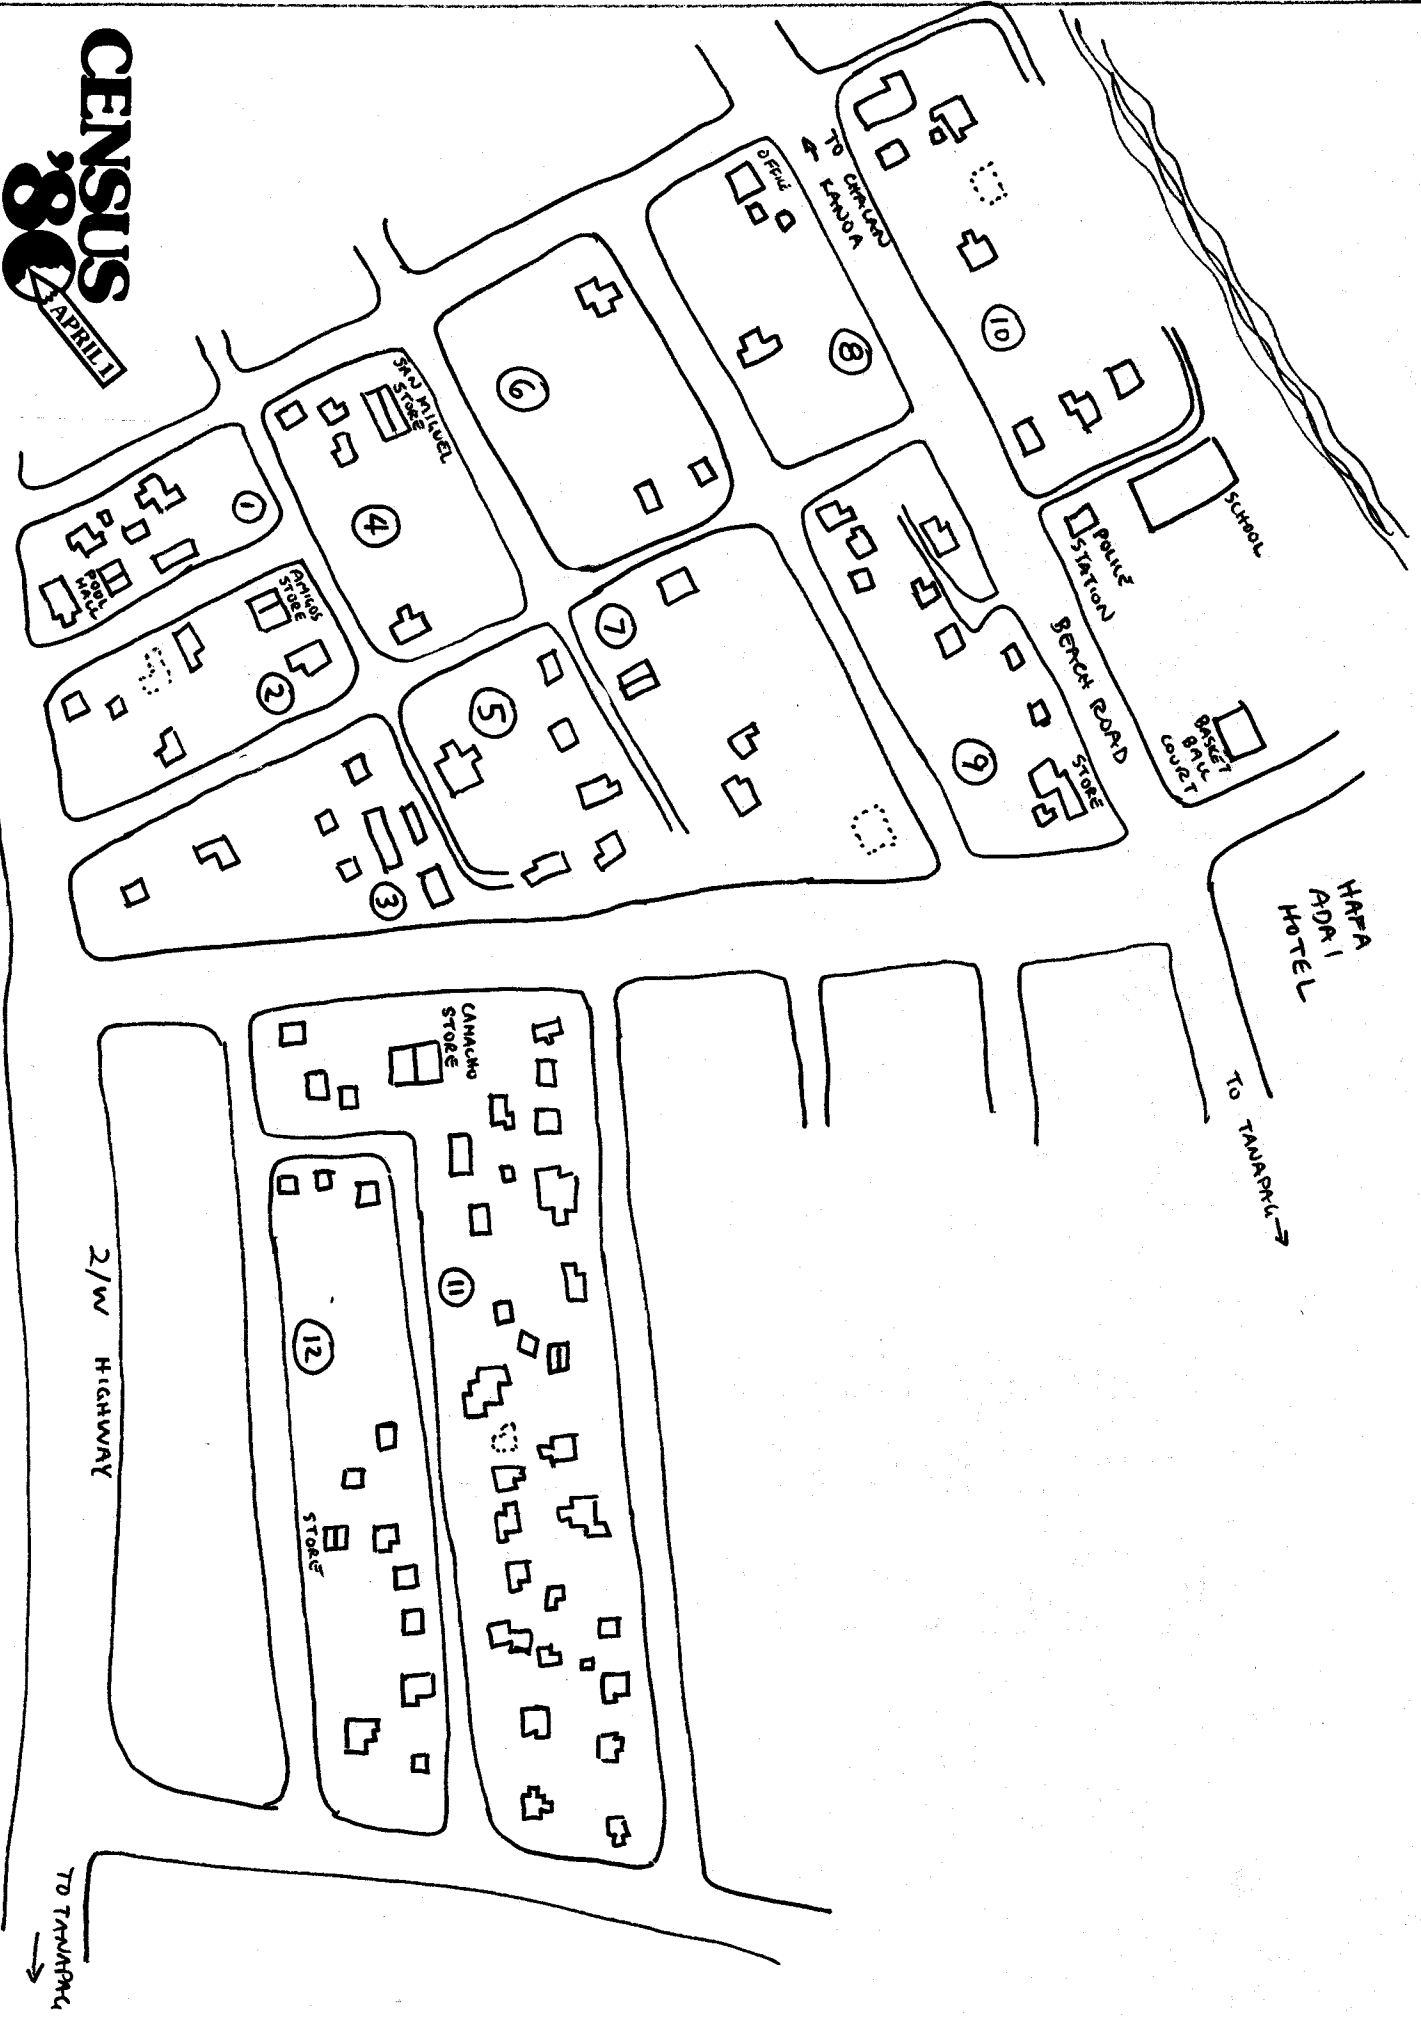 CENSUS
'80
APRIL 1
TO CHALAN
KANOA
OFFICE
10
8
6
SAN MIGUEL
STORE
4
1
POOL
HALL
AMIGOS
STORE
2
7
5
3
SCHOOL
POLICE
STATION
BEACH ROAD
9
STORE
BASKET
BALL
COURT
HAFA
ADAI
HOTEL
TO TANAPAG →
CAMACHO
STORE
11
12
STORE
2/W HIGHWAY
TO TANAPAG
→